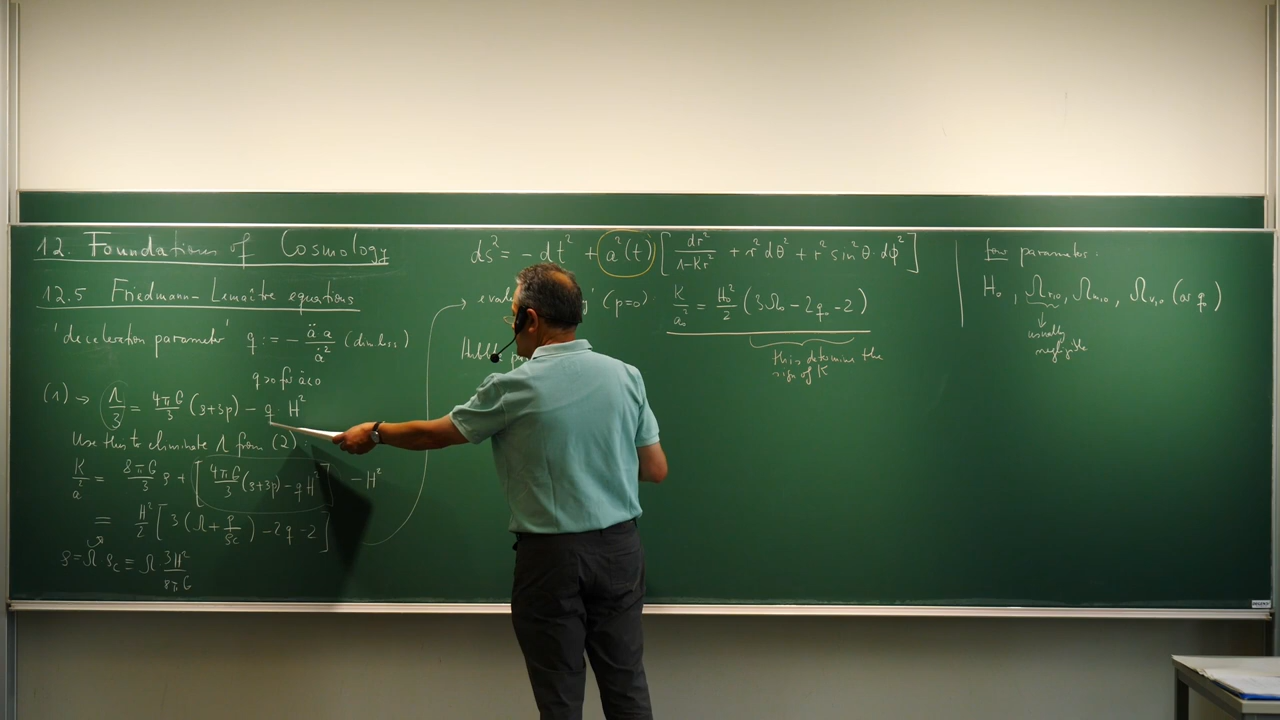 12. Foundations of Cosmology
12.5 Friedmann-Lemaître equations
'deceleration parameter' q := - ä a / ȧ² (dim.less)
q>0 for ä<0
(1) → Λ/3 = 4πG/3 (ρ+3p) - q H²
Use this to eliminate Λ from (2):
K/a² = 8πG/3 ρ + [4πG/3 (ρ+3p) - q H²] - H²
= H²/2 [3(Ω + p/ρc) - 2q - 2]
ρ = Ω ρc = Ω 3H²/8πG
ds² = - dt² + a²(t) [dr²/1-Kr² + r² dθ² + r² sin²θ · dϕ²]
→ (p=0) K/a₀² = H₀²/2 (3Ω₀ - 2q₀ - 2)
this determines the
sign of K
four parameters:
H₀, Ωr,0, Ωm,0, Ωv,0 (or q₀)
usually
negligible